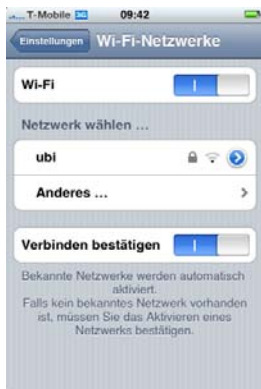 T-Mobile 3G 09:42
Einstellungen Wi-Fi-Netzwerke
Wi-Fi
Netzwerk wählen ...
ubi
Anderes ...
Verbinden bestätigen
Bekannte Netzwerke werden automatisch
aktiviert.
Falls kein bekanntes Netzwerk vorhanden
ist, müssen Sie das Aktivieren eines
Netzwerks bestätigen.